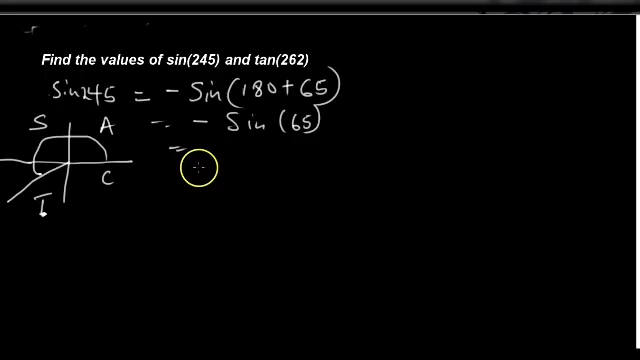 Find the values of sin(245) and tan(262)
Sin245 = - Sin(180+65)
S A = - Sin(65)
=
C
T